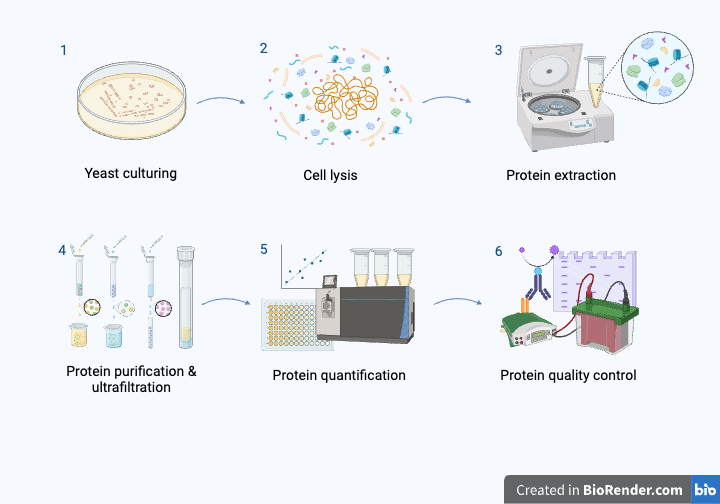 1
2
3
Yeast culturing
Cell lysis
Protein extraction
4
5
6
Protein purification &
ultrafiltration
Protein quantification
Protein quality control
Created in BioRender.com
bio